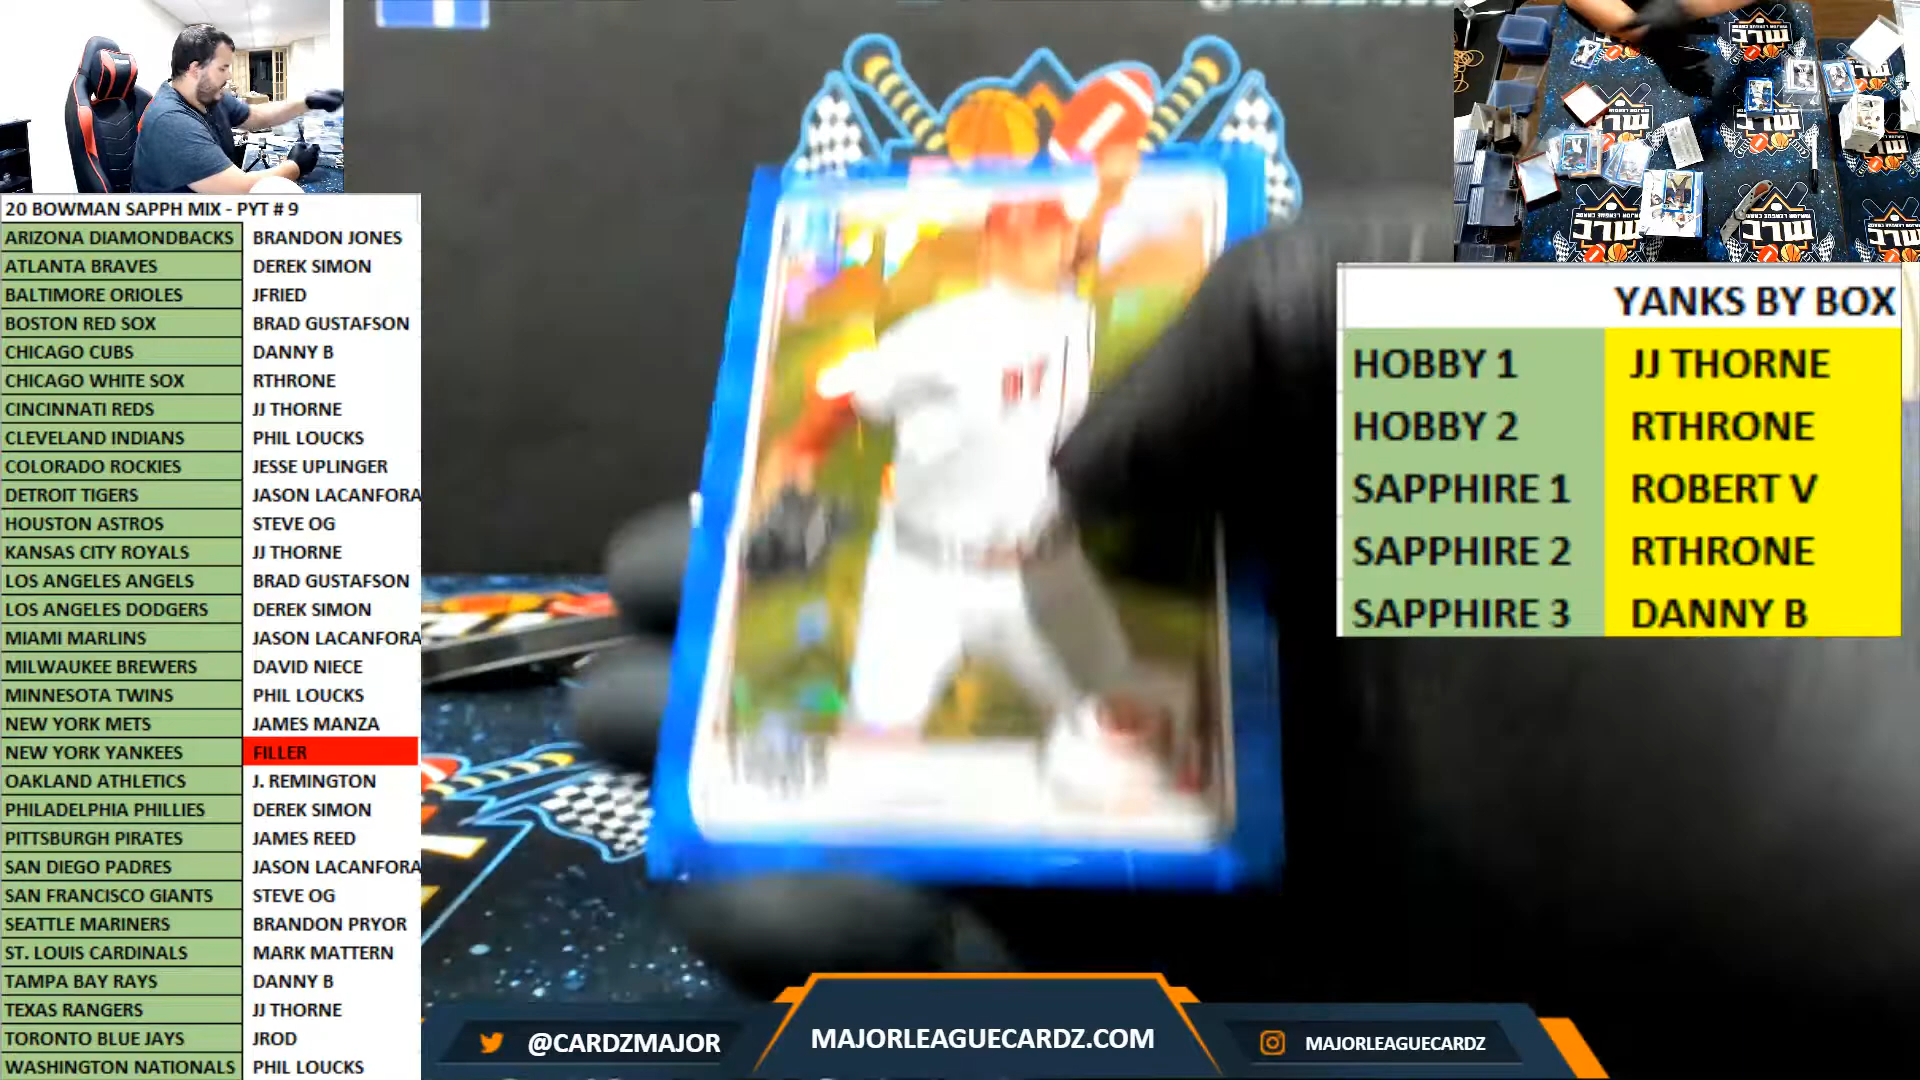 20 BOWMAN SAPPH MIX - PYT # 9
ARIZONA DIAMONDBACKS BRANDON JONES
ATLANTA BRAVES DEREK SIMON
BALTIMORE ORIOLES JFRIED
BOSTON RED SOX BRAD GUSTAFSON
CHICAGO CUBS DANNY B
CHICAGO WHITE SOX RTHRONE
CINCINNATI REDS JJ THORNE
CLEVELAND INDIANS PHIL LOUCKS
COLORADO ROCKIES JESSE UPLINGER
DETROIT TIGERS JASON LACANFORA
HOUSTON ASTROS STEVE OG
KANSAS CITY ROYALS JJ THORNE
LOS ANGELES ANGELS BRAD GUSTAFSON
LOS ANGELES DODGERS DEREK SIMON
MIAMI MARLINS JASON LACANFORA
MILWAUKEE BREWERS DAVID NIECE
MINNESOTA TWINS PHIL LOUCKS
NEW YORK METS JAMES MANZA
NEW YORK YANKEES FILLER
OAKLAND ATHLETICS J. REMINGTON
PHILADELPHIA PHILLIES DEREK SIMON
PITTSBURGH PIRATES JAMES REED
SAN DIEGO PADRES JASON LACANFORA
SAN FRANCISCO GIANTS STEVE OG
SEATTLE MARINERS BRANDON PRYOR
ST. LOUIS CARDINALS MARK MATTERN
TAMPA BAY RAYS DANNY B
TEXAS RANGERS JJ THORNE
TORONTO BLUE JAYS JROD
WASHINGTON NATIONALS PHIL LOUCKS
YANKS BY BOX
HOBBY 1 JJ THORNE
HOBBY 2 RTHRONE
SAPPHIRE 1 ROBERT V
SAPPHIRE 2 RTHRONE
SAPPHIRE 3 DANNY B
@CARDZMAJOR
MAJORLEAGUECARDZ.COM
MAJORLEAGUECARDZ